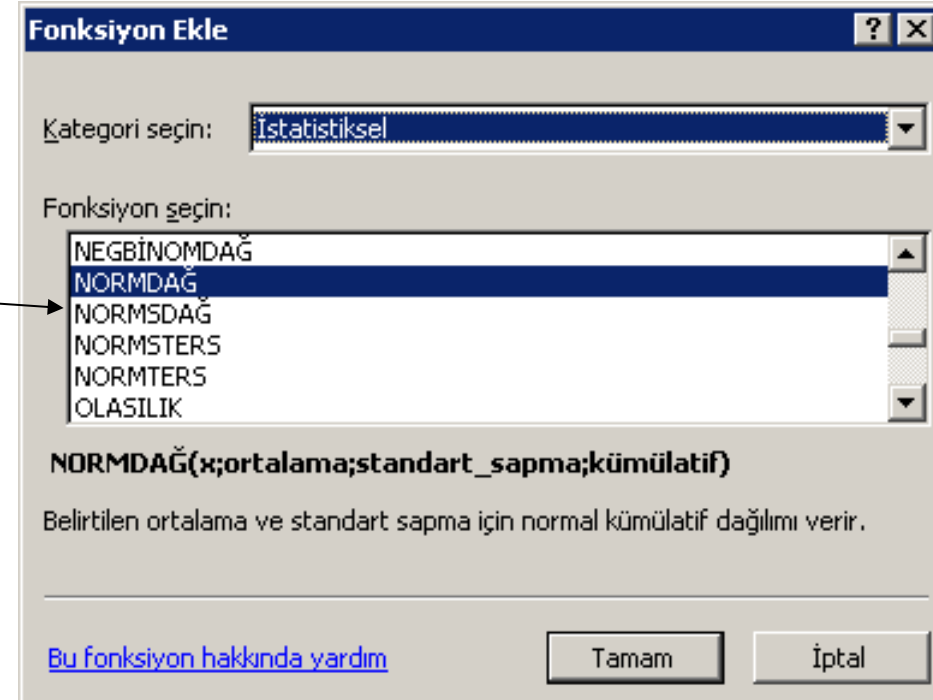 Fonksiyon Ekle
Kategori seçin: İstatistiksel
Fonksiyon seçin:
NEGBİNOMDAĞ
NORMDAĞ
NORMSDAĞ
NORMSTERS
NORMTERS
OLASILIK
NORMDAĞ(x;ortalama;standart_sapma;kümülatif)
Belirtilen ortalama ve standart sapma için normal kümülatif dağılımı verir.
Bu fonksiyon hakkında yardım Tamam İptal